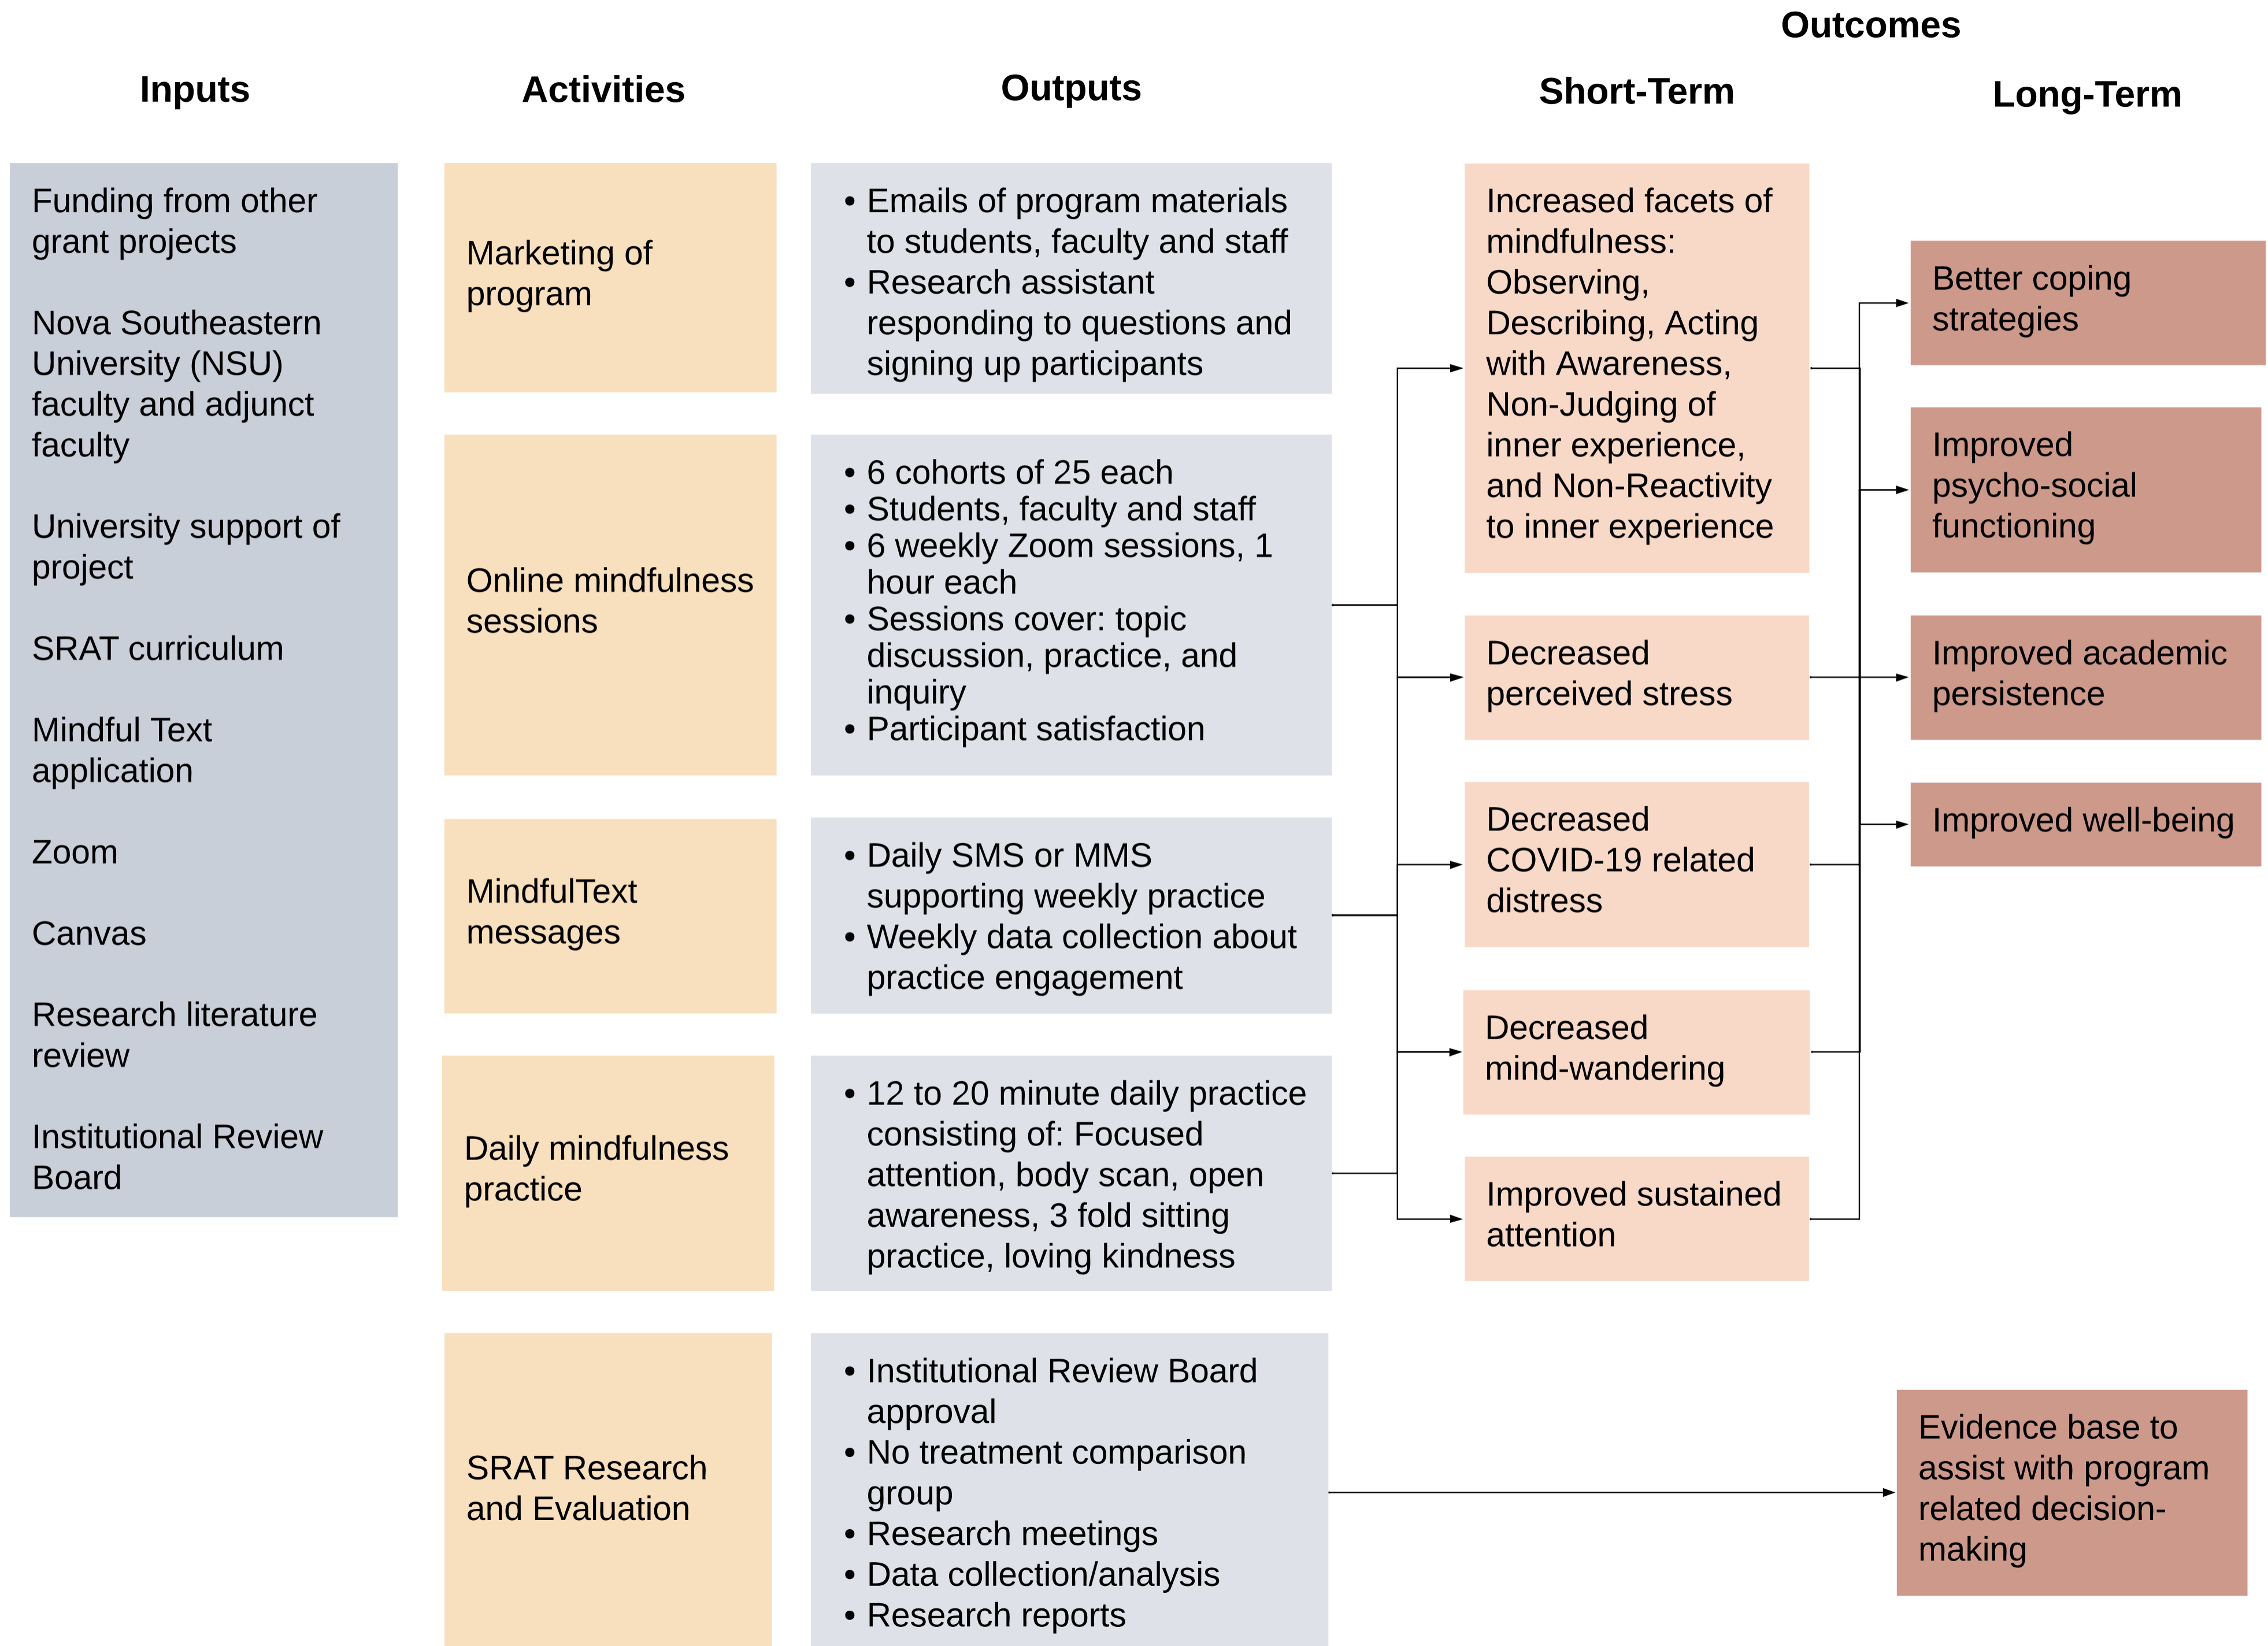 Outcomes
Inputs
Activities
Outputs
Short-Term
Long-Term
Funding from other
grant projects
Nova Southeastern
University (NSU)
faculty and adjunct
faculty
University support of
project
SRAT curriculum
Mindful Text
application
Zoom
Canvas
Research literature
review
Institutional Review
Board
Marketing of
program
Online mindfulness
sessions
MindfulText
messages
Daily mindfulness
practice
SRAT Research
and Evaluation
• Emails of program materials
to students, faculty and staff
• Research assistant
responding to questions and
signing up participants
• 6 cohorts of 25 each
• Students, faculty and staff
• 6 weekly Zoom sessions, 1
hour each
• Sessions cover: topic
discussion, practice, and
inquiry
• Participant satisfaction
• Daily SMS or MMS
supporting weekly practice
• Weekly data collection about
practice engagement
• 12 to 20 minute daily practice
consisting of: Focused
attention, body scan, open
awareness, 3 fold sitting
practice, loving kindness
• Institutional Review Board
approval
• No treatment comparison
group
• Research meetings
• Data collection/analysis
• Research reports
Increased facets of
mindfulness:
Observing,
Describing, Acting
with Awareness,
Non-Judging of
inner experience,
and Non-Reactivity
to inner experience
Decreased
perceived stress
Decreased
COVID-19 related
distress
Decreased
mind-wandering
Improved sustained
attention
Better coping
strategies
Improved
psycho-social
functioning
Improved academic
persistence
Improved well-being
Evidence base to
assist with program
related decision-
making